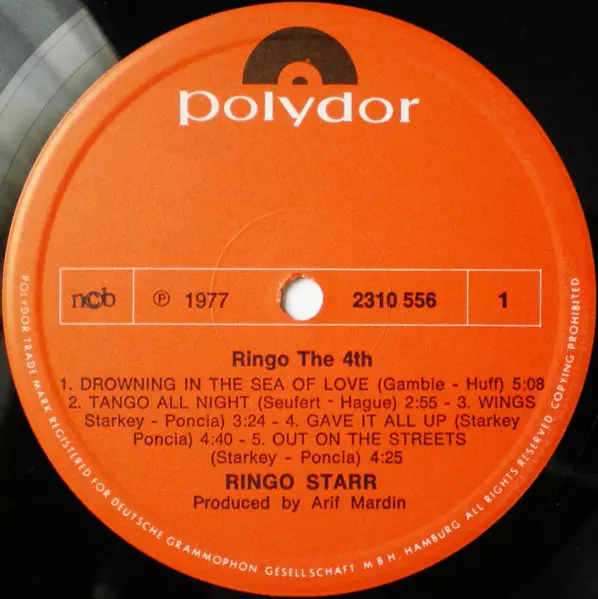 polydor
ncb
℗ 1977
2310 556
1
Ringo The 4th
1. DROWNING IN THE SEA OF LOVE (Gamble - Huff) 5:08
2. TANGO ALL NIGHT (Seufert - Hague) 2:55 - 3. WINGS
Starkey - Poncia) 3:24 - 4. GAVE IT ALL UP (Starkey
Poncia) 4:40 - 5. OUT ON THE STREETS
(Starkey - Poncia) 4:25
RINGO STARR
Produced by Arif Mardin
POLYDOR TRADE MARK REGISTERED FOR DEUTSCHE GRAMMOPHON GESELLSCHAFT M B H, HAMBURG ALL RIGHTS RESERVED COPYING PROHIBITED